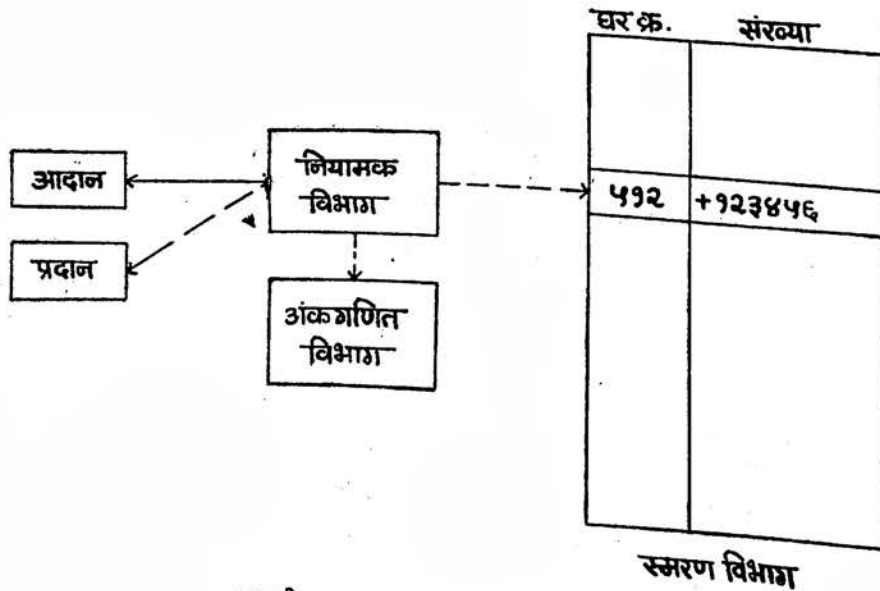 घर क्र. संख्या
आदान
नियामक
विभाग
५१२ +१२३४५६
प्रदान
अंकगणित
विभाग
स्मरण विभाग